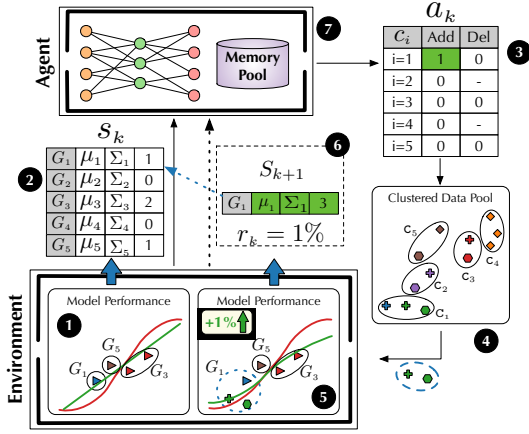 7
Agent
Memory
Pool
a_k
c_i Add Del
i=1 1 0
i=2 0 -
i=3 0 0
i=4 0 -
i=5 0 0
3
s_k
2
G_1 μ_1 Σ_1 1
G_2 μ_2 Σ_2 0
G_3 μ_3 Σ_3 2
G_4 μ_4 Σ_4 0
G_5 μ_5 Σ_5 1
6
S_{k+1}
G_1 μ_1 Σ_1 3
r_k = 1%
Clustered Data Pool
c_5
c_4
c_3
c_2
c_1
4
Environment
Model Performance
1
G_1
G_5
G_3
Model Performance
+1%
G_5
G_1
G_3
5